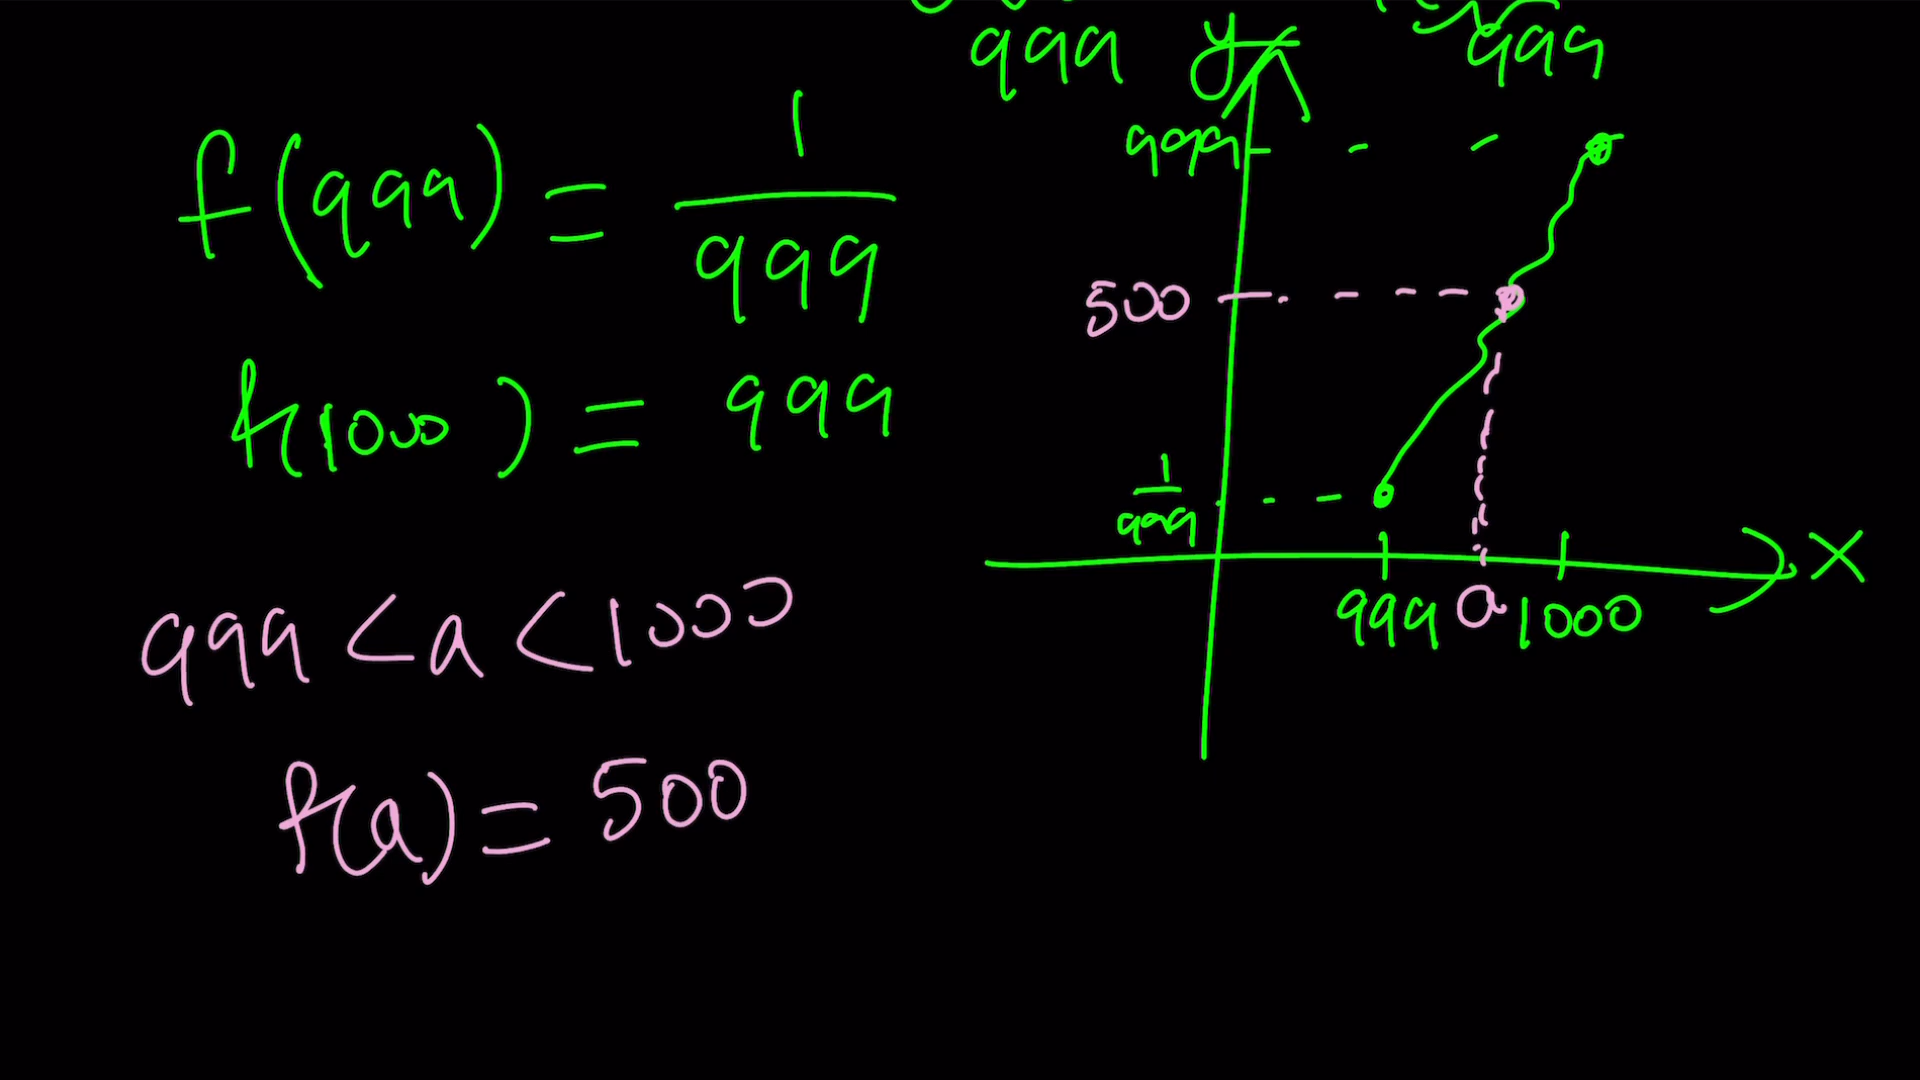 999 999
f(999) = 1/999
f(1000) = 999
999 < a < 1000
f(a) = 500
y
999
500
1/999
999 a 1000
x